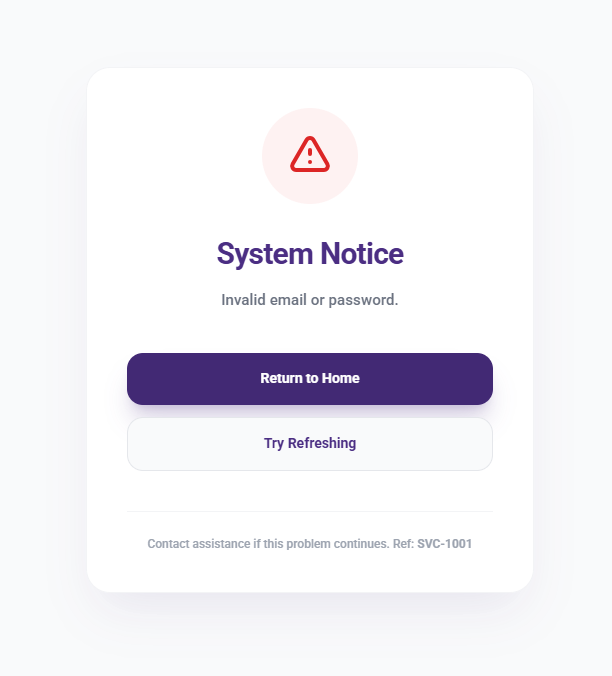 System Notice
Invalid email or password.
Return to Home
Try Refreshing
Contact assistance if this problem continues. Ref: SVC-1001